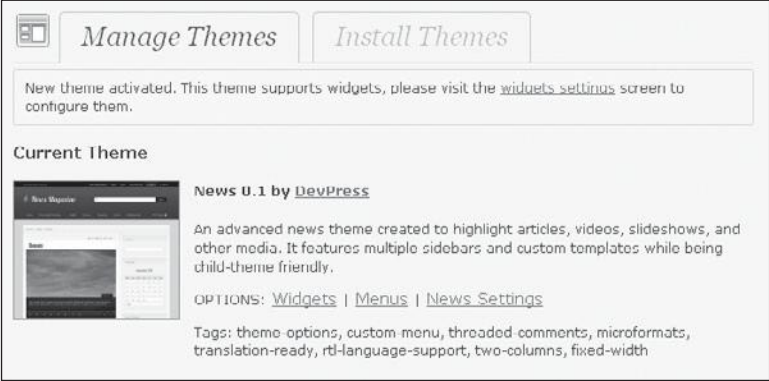 Manage Themes
Install Themes
New theme activated. This theme supports widgets, please visit the widgets settings screen to
configure them.
Current Theme
News Magazine
News 0.1 by DevPress
An advanced news theme created to highlight articles, videos, slideshows, and
other media. It features multiple sidebars and custom templates while being
child-theme friendly.
OPTIONS: Widgets | Menus | News Settings
Tags: theme-options, custom-menu, threaded-comments, microformats,
translation-ready, rtl-language-support, two-columns, fixed-width